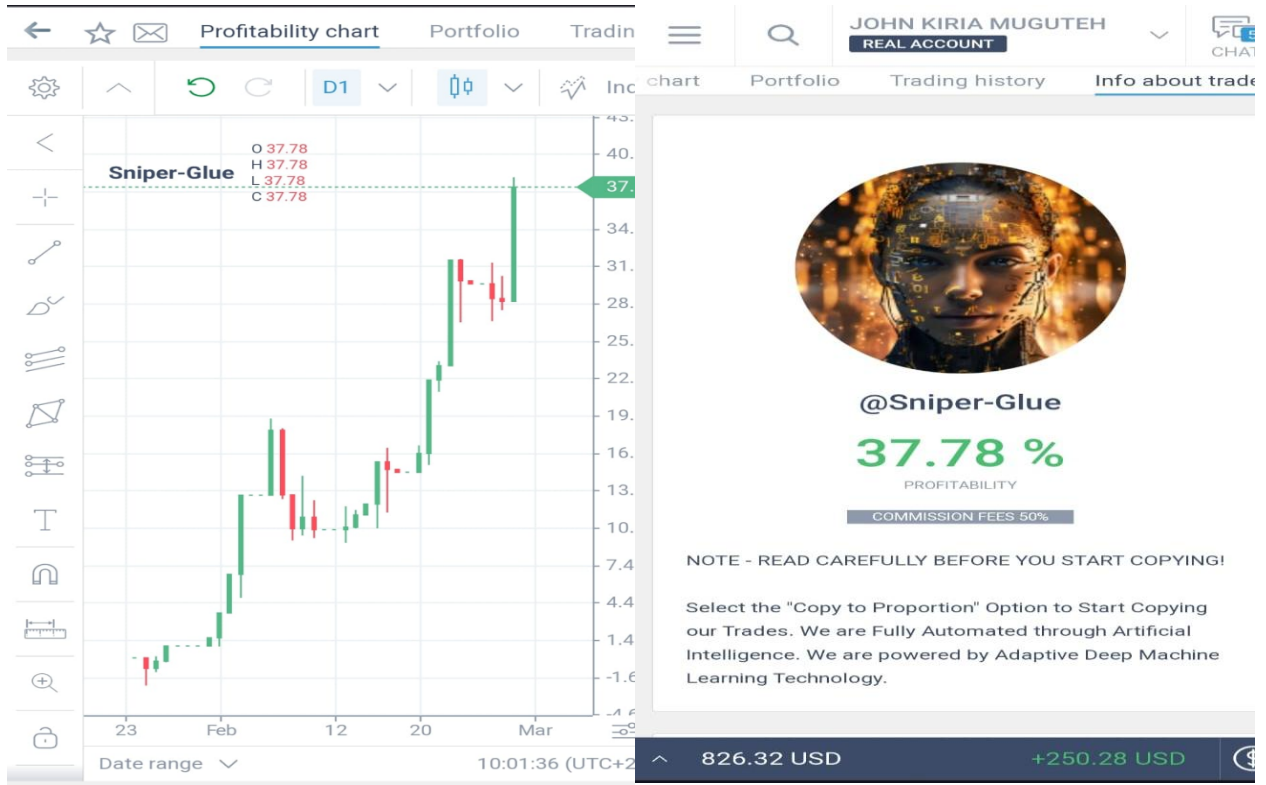 Profitability chart Portfolio Tradin
D1 Inc
Sniper-Glue
O 37.78
H 37.78
L 37.78
C 37.78
43.
40.
37.
34.
31.
28.
25.
22.
19.
16.
13.
10.
7.4
4.4
1.4
-1.6
-4.6
T
23 Feb 12 20 Mar
Date range 10:01:36 (UTC+2
JOHN KIRIA MUGUTEH
REAL ACCOUNT
5
CHAT
chart Portfolio Trading history Info about trade
@Sniper-Glue
37.78 %
PROFITABILITY
COMMISSION FEES 50%
NOTE - READ CAREFULLY BEFORE YOU START COPYING!
Select the "Copy to Proportion" Option to Start Copying
our Trades. We are Fully Automated through Artificial
Intelligence. We are powered by Adaptive Deep Machine
Learning Technology.
826.32 USD +250.28 USD
$